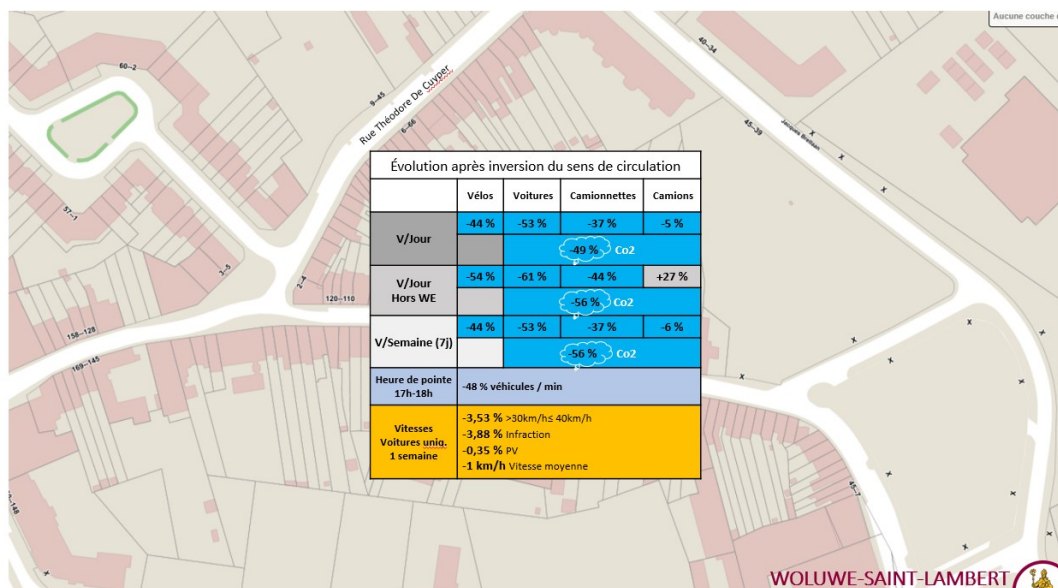 Aucune couche
60–2
9–45
Rue Théodore De Cuyper
6–66
40–34
45–39
Jacques Brel
57–1
3–5
2–4
120–110
158–128
169–145
45–7
Évolution après inversion du sens de circulation
Vélos Voitures Camionnettes Camions
V/Jour -44 % -53 % -37 % -5 %
-49 % Co2
V/Jour Hors WE -54 % -61 % -44 % +27 %
-56 % Co2
V/Semaine (7j) -44 % -53 % -37 % -6 %
-56 % Co2
Heure de pointe
17h-18h
-48 % véhicules / min
Vitesses
Voitures uniq.
1 semaine
-3,53 % >30km/h≤ 40km/h
-3,88 % Infraction
-0,35 % PV
-1 km/h Vitesse moyenne
WOLUWE-SAINT-LAMBERT